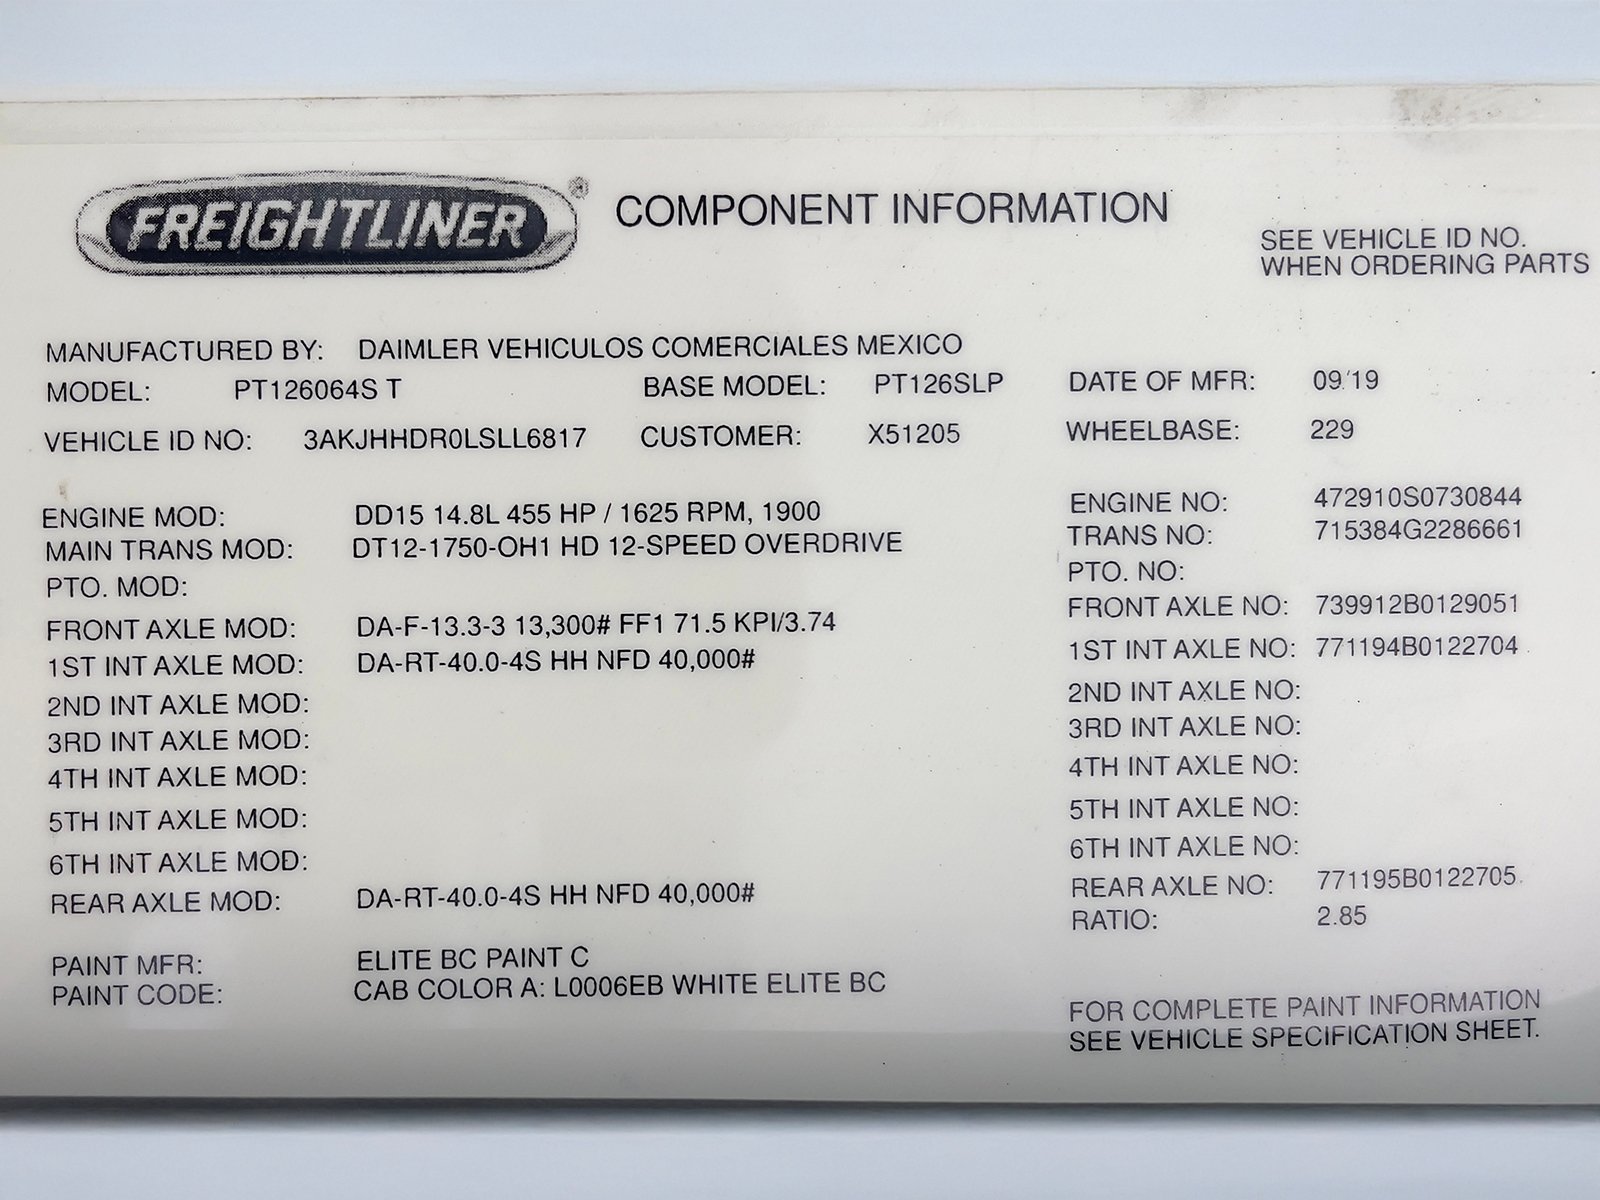 FREIGHTLINER ® COMPONENT INFORMATION
SEE VEHICLE ID NO.
WHEN ORDERING PARTS
MANUFACTURED BY: DAIMLER VEHICULOS COMERCIALES MEXICO
MODEL: PT126064S T BASE MODEL: PT126SLP DATE OF MFR: 09/19
VEHICLE ID NO: 3AKJHHDR0LSLL6817 CUSTOMER: X51205 WHEELBASE: 229
ENGINE MOD: DD15 14.8L 455 HP / 1625 RPM, 1900 ENGINE NO: 472910S0730844
MAIN TRANS MOD: DT12-1750-OH1 HD 12-SPEED OVERDRIVE TRANS NO: 715384G2286661
PTO. MOD: PTO. NO:
FRONT AXLE MOD: DA-F-13.3-3 13,300# FF1 71.5 KPI/3.74 FRONT AXLE NO: 739912B0129051
1ST INT AXLE MOD: DA-RT-40.0-4S HH NFD 40,000# 1ST INT AXLE NO: 771194B0122704
2ND INT AXLE MOD: 2ND INT AXLE NO:
3RD INT AXLE MOD: 3RD INT AXLE NO:
4TH INT AXLE MOD: 4TH INT AXLE NO:
5TH INT AXLE MOD: 5TH INT AXLE NO:
6TH INT AXLE MOD: 6TH INT AXLE NO:
REAR AXLE MOD: DA-RT-40.0-4S HH NFD 40,000# REAR AXLE NO: 771195B0122705
RATIO: 2.85
PAINT MFR: ELITE BC PAINT C
PAINT CODE: CAB COLOR A: L0006EB WHITE ELITE BC
FOR COMPLETE PAINT INFORMATION
SEE VEHICLE SPECIFICATION SHEET.